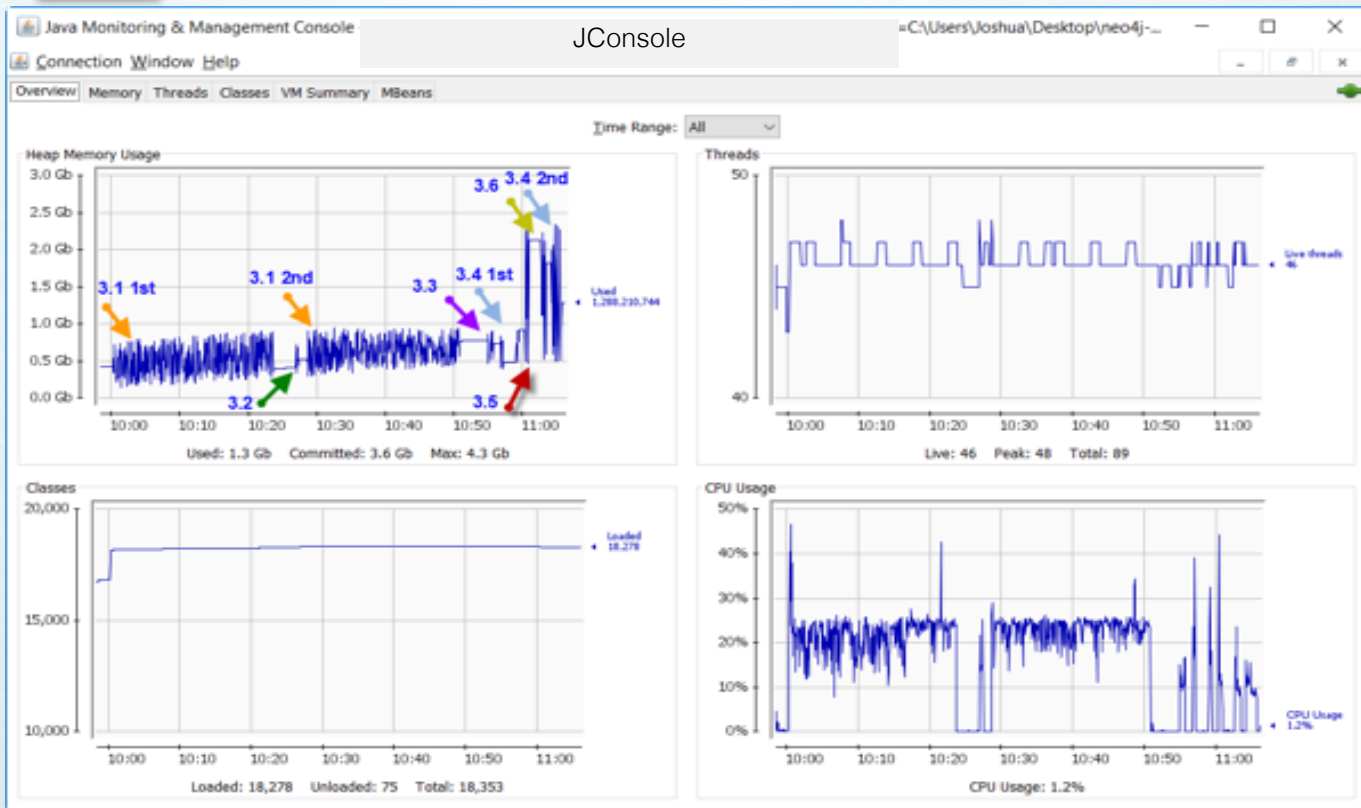 Java Monitoring & Management Console - JConsole =C:\Users\Joshua\Desktop\neo4j-...
Connection Window Help
Overview Memory Threads Classes VM Summary MBeans
Time Range: All
Heap Memory Usage
3.0 Gb
2.5 Gb
2.0 Gb
1.5 Gb
1.0 Gb
0.5 Gb
0.0 Gb
3.6
3.4 2nd
3.1 1st
3.1 2nd
3.3
3.4 1st
3.2
3.5
Used
1,288,210,744
10:00 10:10 10:20 10:30 10:40 10:50 11:00
Used: 1.3 Gb Committed: 3.6 Gb Max: 4.3 Gb
Threads
50
40
Live threads
46
10:00 10:10 10:20 10:30 10:40 10:50 11:00
Live: 46 Peak: 48 Total: 89
Classes
20,000
15,000
10,000
Loaded
18,278
10:00 10:10 10:20 10:30 10:40 10:50 11:00
Loaded: 18,278 Unloaded: 75 Total: 18,353
CPU Usage
50%
40%
30%
20%
10%
0%
CPU Usage
1.2%
10:00 10:10 10:20 10:30 10:40 10:50 11:00
CPU Usage: 1.2%